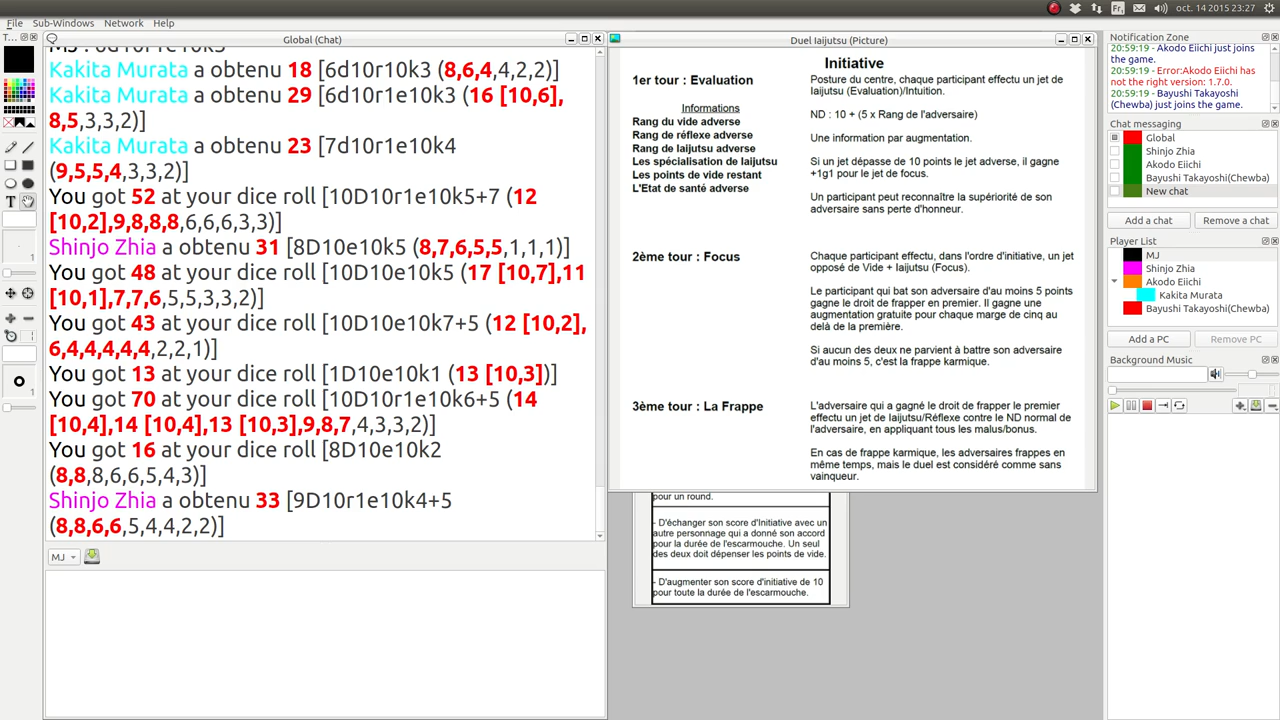 Fr
oct. 14 2015 23:27
File Sub-Windows Network Help
T...
Global (Chat)
Kakita Murata a obtenu 18 [6d10r10k3 (8,6,4,4,2,2)]
Kakita Murata a obtenu 29 [6d10r1e10k3 (16 [10,6],
8,5,3,3,2)]
Kakita Murata a obtenu 23 [7d10r10k4
(9,5,5,4,3,3,2)]
You got 52 at your dice roll [10D10r1e10k5+7 (12
[10,2],9,8,8,8,6,6,6,3,3)]
Shinjo Zhia a obtenu 31 [8D10e10k5 (8,7,6,5,5,1,1,1)]
You got 48 at your dice roll [10D10e10k5 (17 [10,7],11
[10,1],7,7,6,5,5,3,3,2)]
You got 43 at your dice roll [10D10e10k7+5 (12 [10,2],
6,4,4,4,4,4,2,2,1)]
You got 13 at your dice roll [1D10e10k1 (13 [10,3])]
You got 70 at your dice roll [10D10r1e10k6+5 (14
[10,4],14 [10,4],13 [10,3],9,8,7,4,3,3,2)]
You got 16 at your dice roll [8D10e10k2
(8,8,8,6,6,5,4,3)]
Shinjo Zhia a obtenu 33 [9D10r1e10k4+5
(8,8,6,6,5,4,4,2,2)]
MJ
Duel Iaijutsu (Picture)
Initiative
1er tour : Evaluation
Informations
Rang du vide adverse
Rang de réflexe adverse
Rang de Iaijutsu adverse
Les spécialisation de Iaijutsu
Les points de vide restant
L'Etat de santé adverse
Posture du centre, chaque participant effectu un jet de
Iaijutsu (Evaluation)/Intuition.
ND : 10 + (5 x Rang de l'adversaire)
Une information par augmentation.
Si un jet dépasse de 10 points le jet adverse, il gagne
+1g1 pour le jet de focus.
Un participant peut reconnaître la supériorité de son
adversaire sans perte d'honneur.
2ème tour : Focus
Chaque participant effectu, dans l'ordre d'initiative, un jet
opposé de Vide + Iaijutsu (Focus).
Le participant qui bat son adversaire d'au moins 5 points
gagne le droit de frapper en premier. Il gagne une
augmentation gratuite pour chaque marge de cinq au
delà de la première.
Si aucun des deux ne parvient à battre son adversaire
d'au moins 5, c'est la frappe karmique.
3ème tour : La Frappe
L'adversaire qui a gagné le droit de frapper le premier
effectu un jet de Iaijutsu/Réflexe contre le ND normal de
l'adversaire, en appliquant tous les malus/bonus.
En cas de frappe karmique, les adversaires frappes en
même temps, mais le duel est considéré comme sans
vainqueur.
pour un round.
- D'échanger son score d'Initiative avec un
autre personnage qui a donné son accord
pour la durée de l'escarmouche. Un seul
des deux doit dépenser les points de vide.
- D'augmenter son score d'initiative de 10
pour toute la durée de l'escarmouche.
Notification Zone
20:59:19 - Akodo Eiichi just joins
the game.
20:59:19 - Error:Akodo Eiichi has
not the right version: 1.7.0.
20:59:19 - Bayushi Takayoshi
(Chewba) just joins the game.
Chat messaging
Global
Shinjo Zhia
Akodo Eiichi
Bayushi Takayoshi(Chewba)
New chat
Add a chat
Remove a chat
Player List
MJ
Shinjo Zhia
Akodo Eiichi
Kakita Murata
Bayushi Takayoshi(Chewba)
Add a PC
Remove PC
Background Music
T
1
1